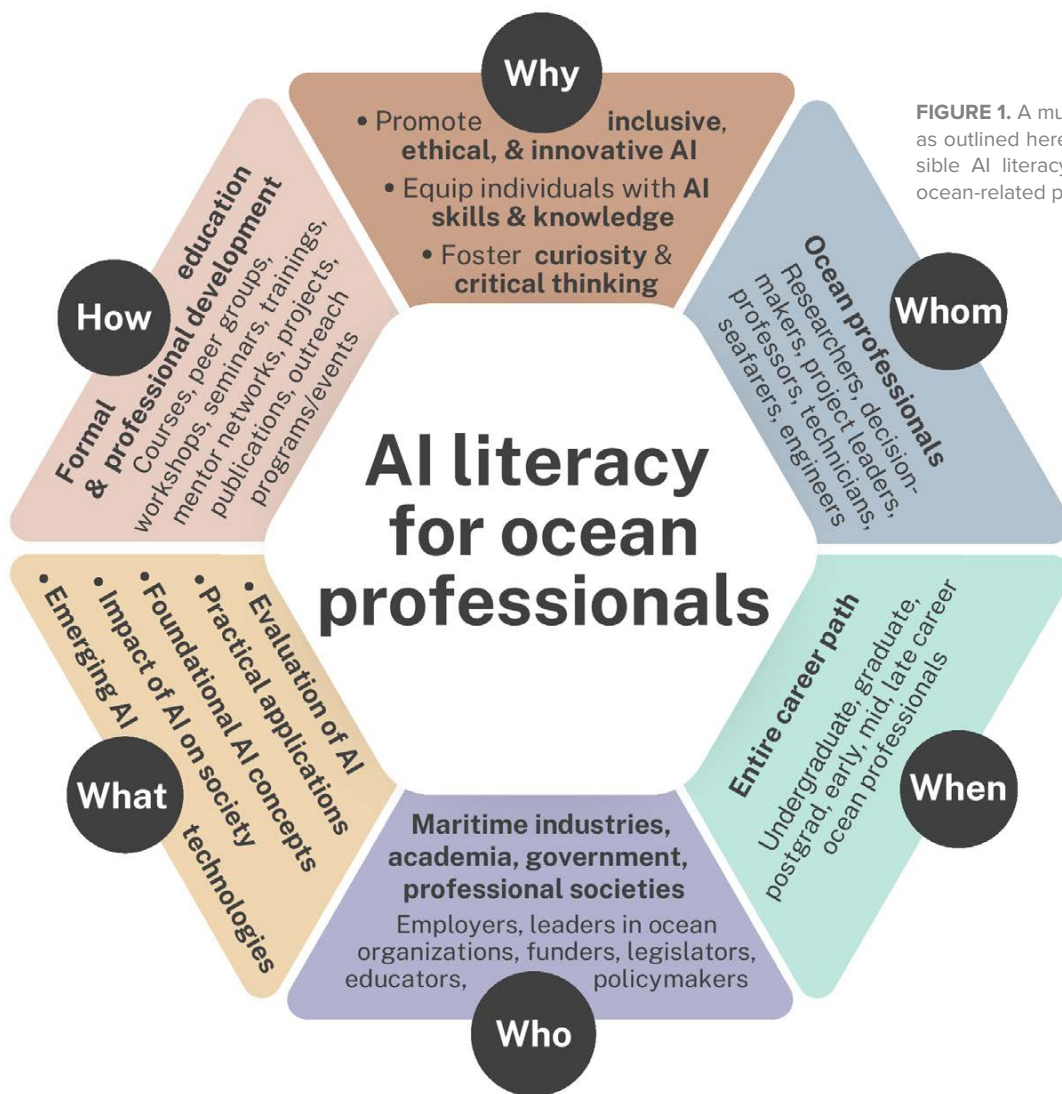 Why
• Promote inclusive,
ethical, & innovative AI
• Equip individuals with AI
skills & knowledge
• Foster curiosity &
critical thinking
FIGURE 1. A mu
as outlined here
sible AI literacy
ocean-related p
Whom
Ocean professionals
Researchers, decision-
makers, project leaders,
professors, technicians,
seafarers, engineers
When
Entire career path
Undergraduate, graduate,
postgrad, early, mid, late career
ocean professionals
Who
Maritime industries,
academia, government,
professional societies
Employers, leaders in ocean
organizations, funders, legislators,
educators, policymakers
What
• Evaluation of AI
• Practical applications
• Foundational AI concepts
• Impact of AI on society
• Emerging AI technologies
How
Formal education
& professional development
Courses, peer groups,
workshops, seminars, trainings,
mentor networks, projects,
publications, outreach
programs/events
AI literacy
for ocean
professionals